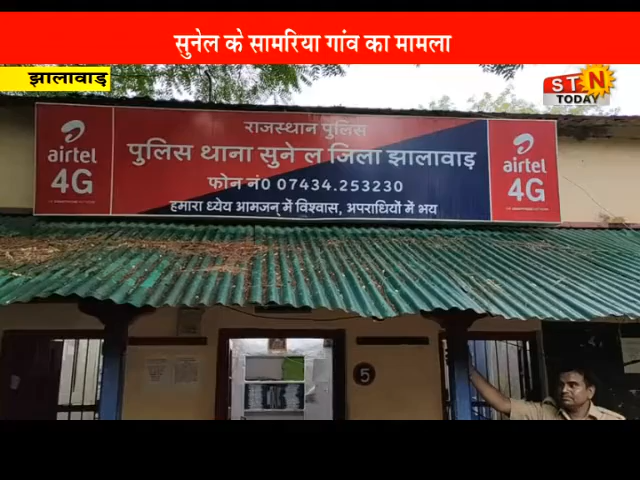 सुनेल के सामरिया गांव का मामला
झालावाड़
STN
TODAY
राजस्थान पुलिस
पुलिस थाना सुनेल जिला झालावाड़
फोन नं0 07434.253230
हमारा ध्येय आमजन में विश्वास, अपराधियों में भय
airtel
4G
airtel
4G
5